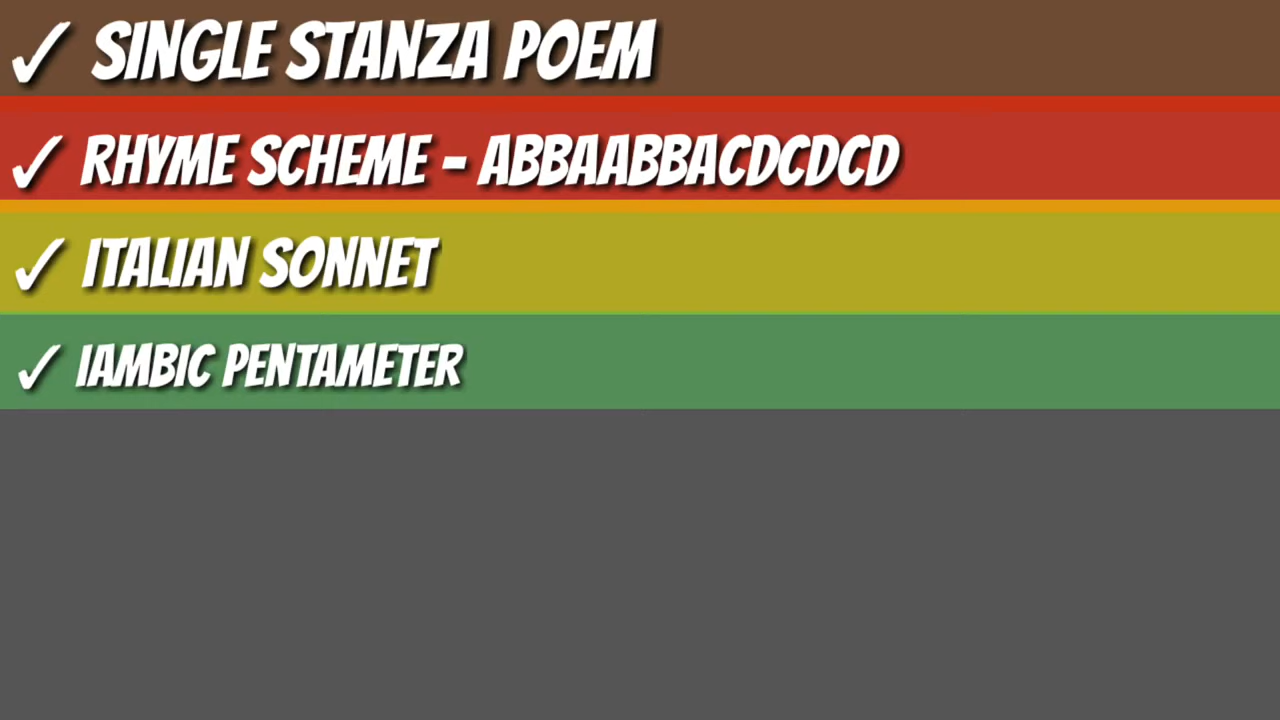 ✓ SINGLE STANZA POEM
✓ RHYME SCHEME - ABBAABBACDCDCD
✓ ITALIAN SONNET
✓ IAMBIC PENTAMETER